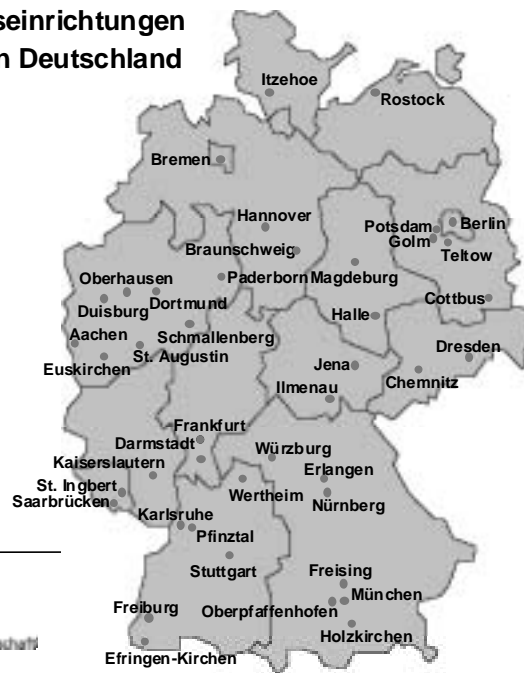 seinrichtungen
n Deutschland
Itzehoe
Rostock
Bremen
Hannover
Potsdam
Berlin
Golm
Braunschweig
Teltow
Oberhausen
Paderborn
Magdeburg
Duisburg
Dortmund
Cottbus
Halle
Aachen
Schmallenberg
St. Augustin
Dresden
Euskirchen
Jena
Chemnitz
Ilmenau
Frankfurt
Darmstadt
Würzburg
Kaiserslautern
Erlangen
St. Ingbert
Wertheim
Saarbrücken
Nürnberg
Karlsruhe
Pfinztal
Stuttgart
Freising
München
Freiburg
Oberpfaffenhofen
Holzkirchen
schaft
Efringen-Kirchen